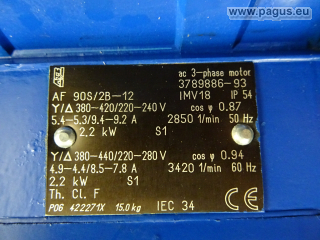 © www.pagus.eu
ac 3-phase motor
3789886-93
AF 90S/2B-12 IMV18 IP 54
Y/Δ 380-420/220-240 V cos φ 0.87
5.4-5.3/9.4-9.2 A 2850 1/min 50 Hz
2,2 kW S1
Y/Δ 380-440/220-280 V cos φ 0.94
4.9-4.4/8.5-7.8 A 3420 1/min 60 Hz
2,2 kW S1
Th. Cl. F
P06 422271X 15.0kg IEC 34 CE